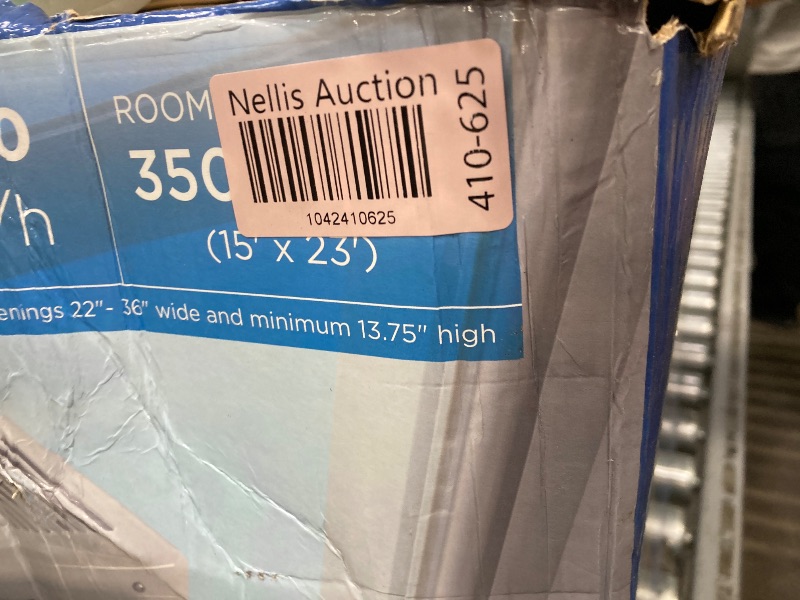 Nellis Auction
410-625
1042410625
ROOM
350
(15' x 23')
/h
enings 22"- 36" wide and minimum 13.75" high